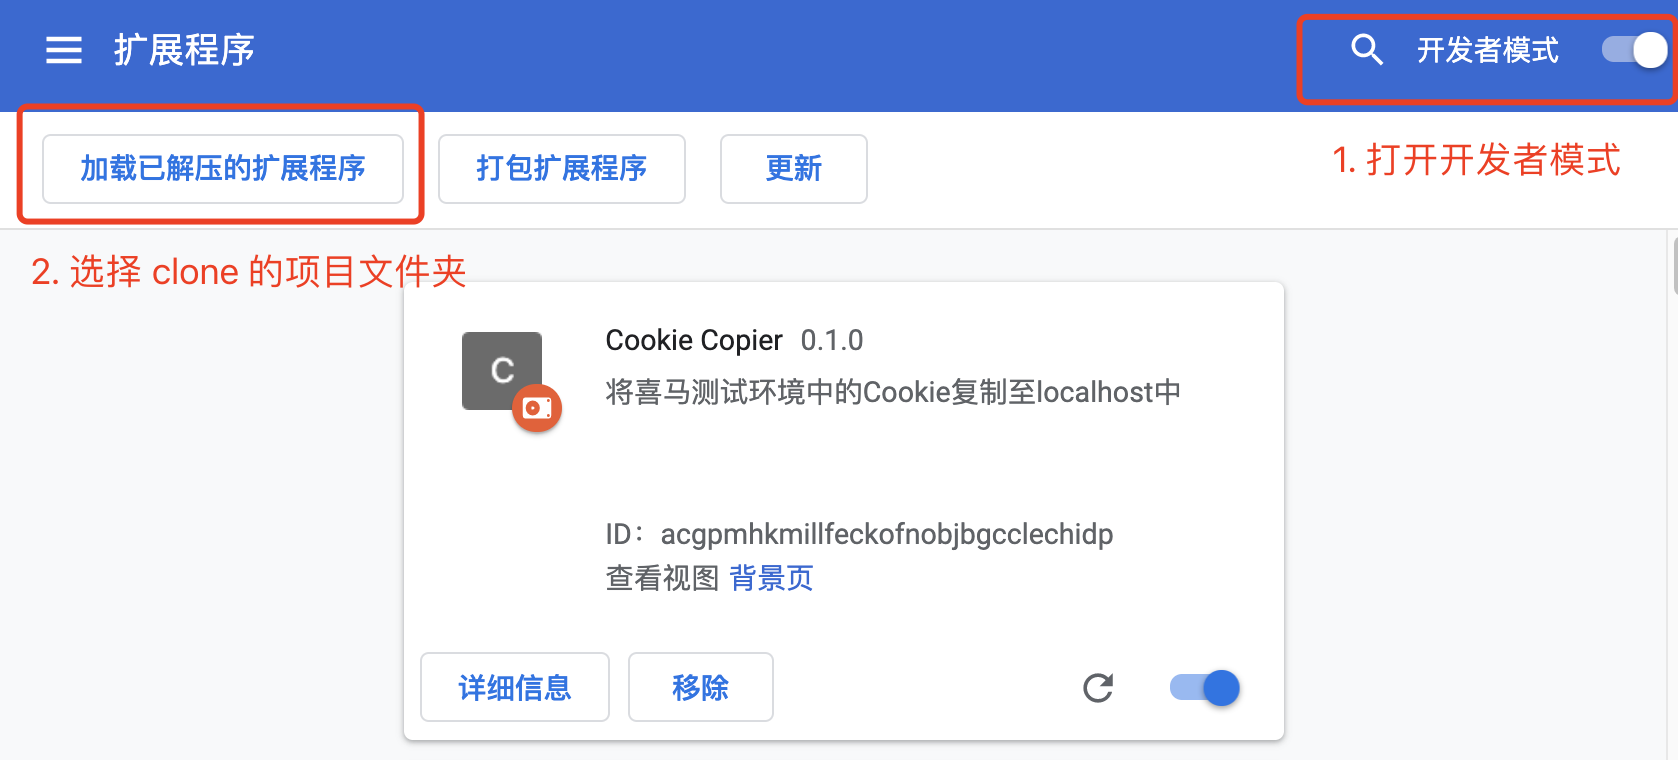 扩展程序
开发者模式
加载已解压的扩展程序
打包扩展程序
更新
1. 打开开发者模式
2. 选择 clone 的项目文件夹
C
Cookie Copier 0.1.0
将喜马测试环境中的Cookie复制至localhost中
ID：acgpmhkmillfeckofnobjbgcclechidp
查看视图 背景页
详细信息
移除